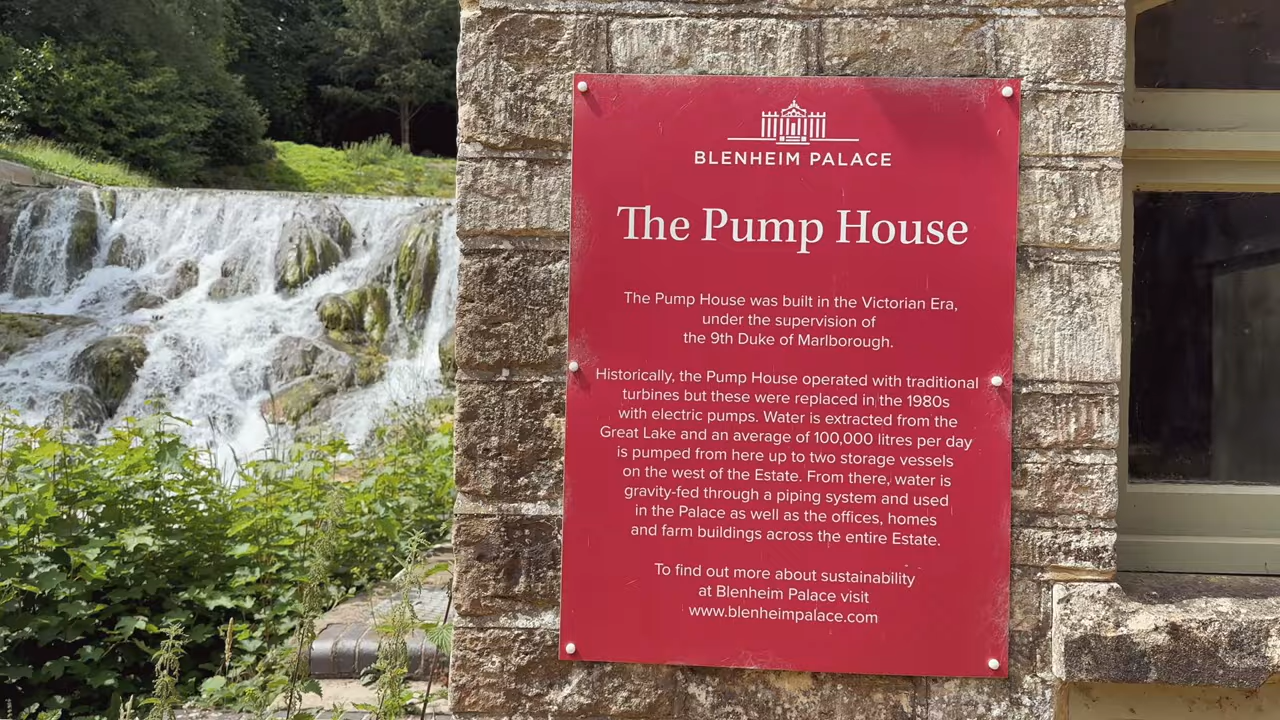 BLENHEIM PALACE
The Pump House
The Pump House was built in the Victorian Era,
under the supervision of
the 9th Duke of Marlborough.
Historically, the Pump House operated with traditional
turbines but these were replaced in the 1980s
with electric pumps. Water is extracted from the
Great Lake and an average of 100,000 litres per day
is pumped from here up to two storage vessels
on the west of the Estate. From there, water is
gravity-fed through a piping system and used
in the Palace as well as the offices, homes
and farm buildings across the entire Estate.
To find out more about sustainability
at Blenheim Palace visit
www.blenheimpalace.com